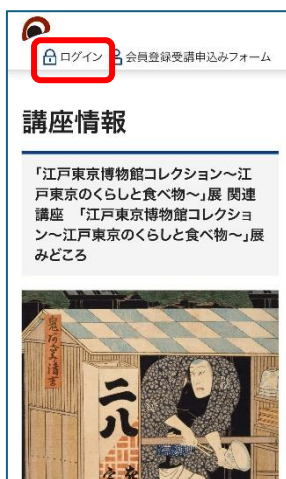 ログイン 会員登録受講申込みフォーム
講座情報
「江戸東京博物館コレクション～江
戸東京のくらしと食べ物～」展 関連
講座 「江戸東京博物館コレクショ
ン～江戸東京のくらしと食べ物～」展
みどころ
二八